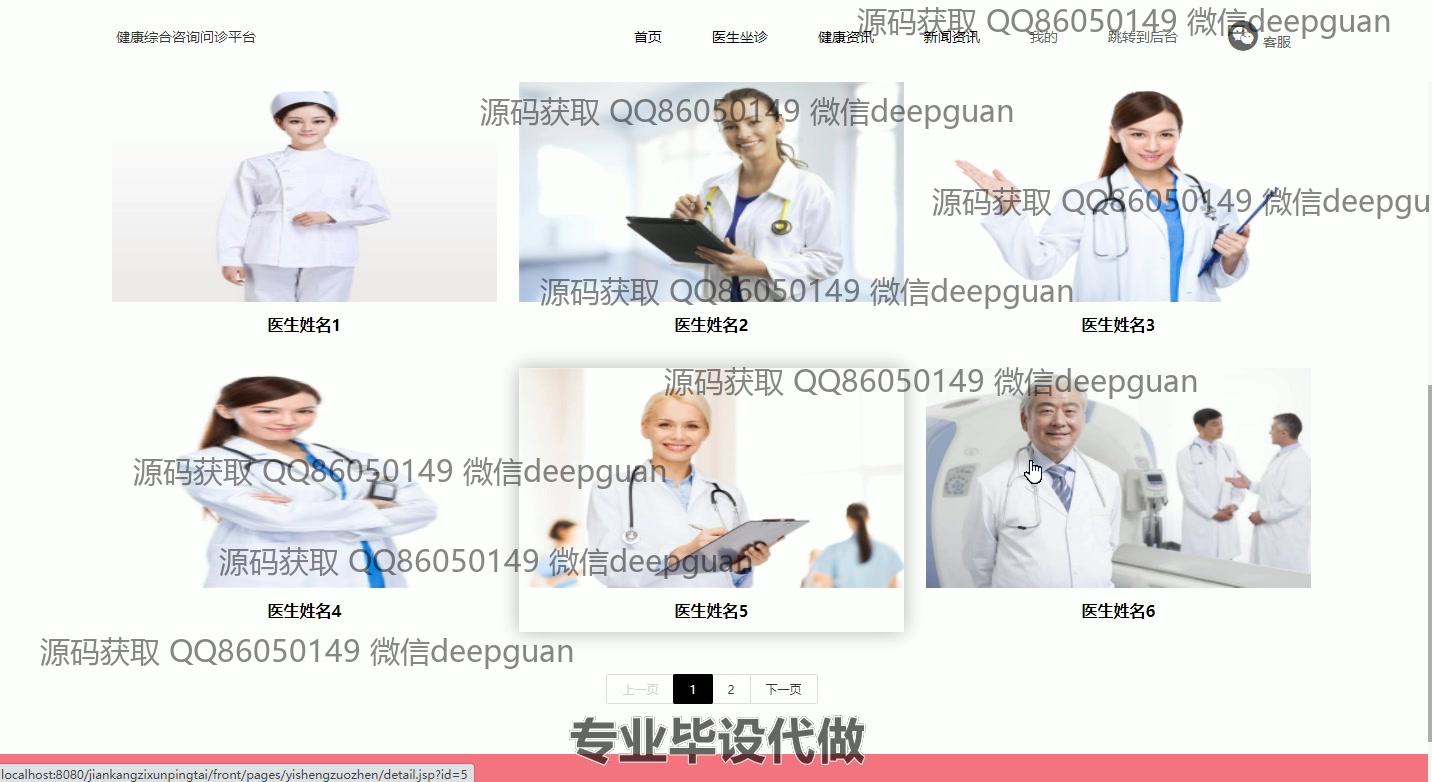 源码获取 QQ86050149 微信deepguan
健康综合咨询问诊平台 首页 医生坐诊 健康资讯 新闻资讯 我的 跳转到后台 客服
源码获取 QQ86050149 微信deepguan
源码获取 QQ86050149 微信deepgu
源码获取 QQ86050149 微信deepguan
医生姓名1 医生姓名2 医生姓名3
源码获取 QQ86050149 微信deepguan
源码获取 QQ86050149 微信deepguan
源码获取 QQ86050149 微信deepguan
医生姓名4 医生姓名5 医生姓名6
源码获取 QQ86050149 微信deepguan
上一页 1 2 下一页
专业毕设代做
localhost:8080/jiankangzixunpingtai/front/pages/yishengzuozhen/detail.jsp?id=5